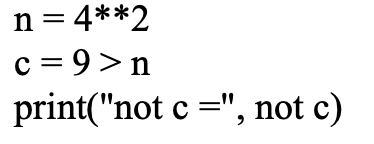 n = 4**2
c = 9 > n
print("not c =", not c)